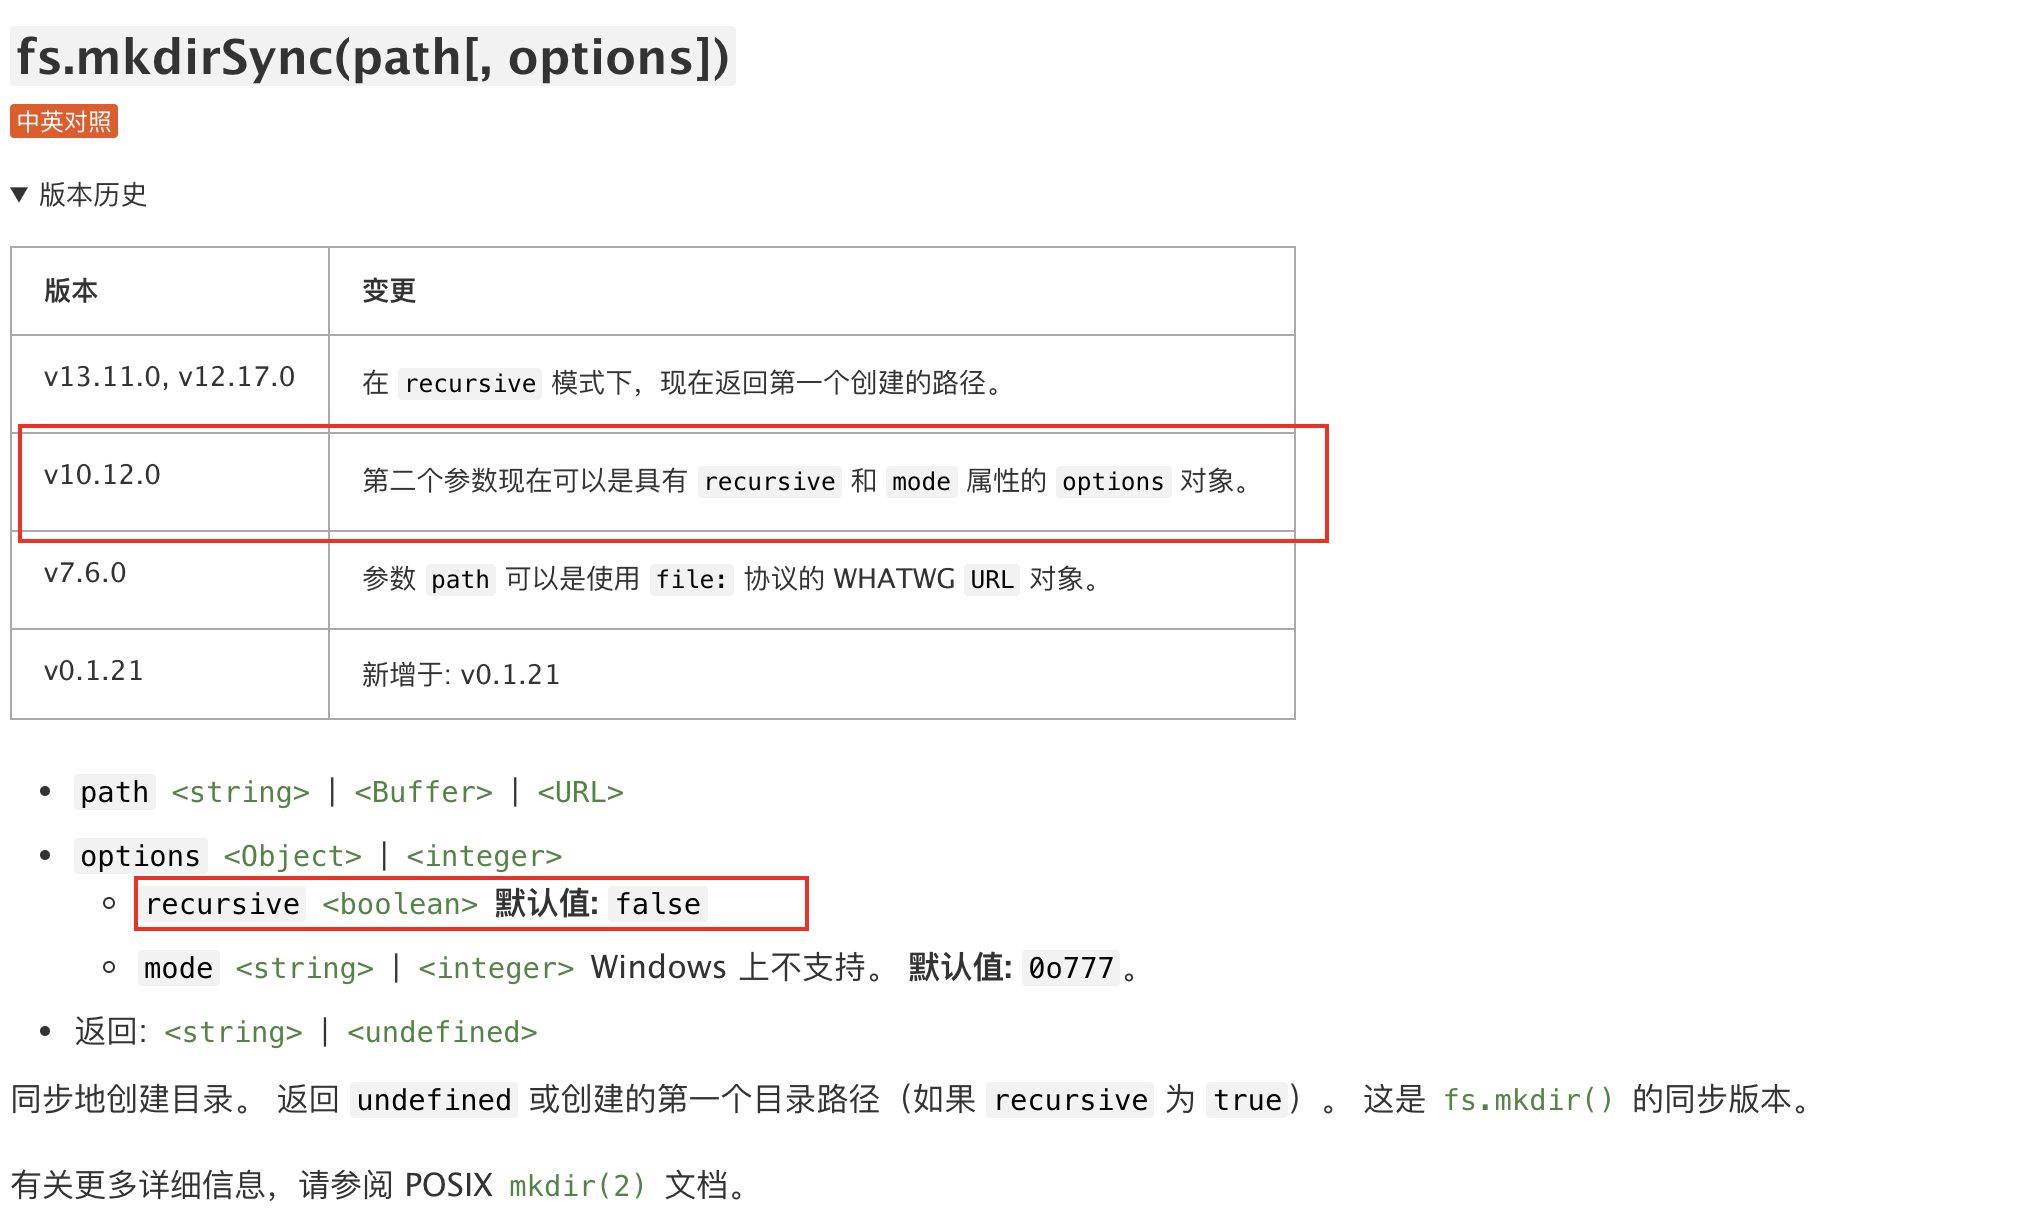 fs.mkdirSync(path[, options])
中英对照
▼ 版本历史
版本 变更
v13.11.0, v12.17.0 在 recursive 模式下，现在返回第一个创建的路径。
v10.12.0 第二个参数现在可以是具有 recursive 和 mode 属性的 options 对象。
v7.6.0 参数 path 可以是使用 file: 协议的 WHATWG URL 对象。
v0.1.21 新增于: v0.1.21
• path <string> | <Buffer> | <URL>
• options <Object> | <integer>
○ recursive <boolean> 默认值: false
○ mode <string> | <integer> Windows 上不支持。 默认值: 0o777。
• 返回: <string> | <undefined>
同步地创建目录。 返回 undefined 或创建的第一个目录路径（如果 recursive 为 true）。 这是 fs.mkdir() 的同步版本。
有关更多详细信息，请参阅 POSIX mkdir(2) 文档。